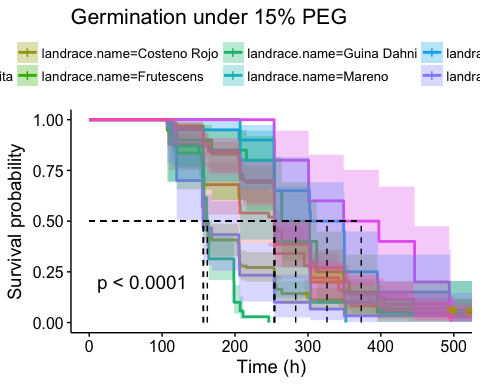 Germination under 15% PEG
landrace.name=Costeno Rojo landrace.name=Guina Dahni landra
ita landrace.name=Frutescens landrace.name=Mareno landra
1.00
0.75
0.50
0.25
0.00
Survival probability
p < 0.0001
0 100 200 300 400 500
Time (h)